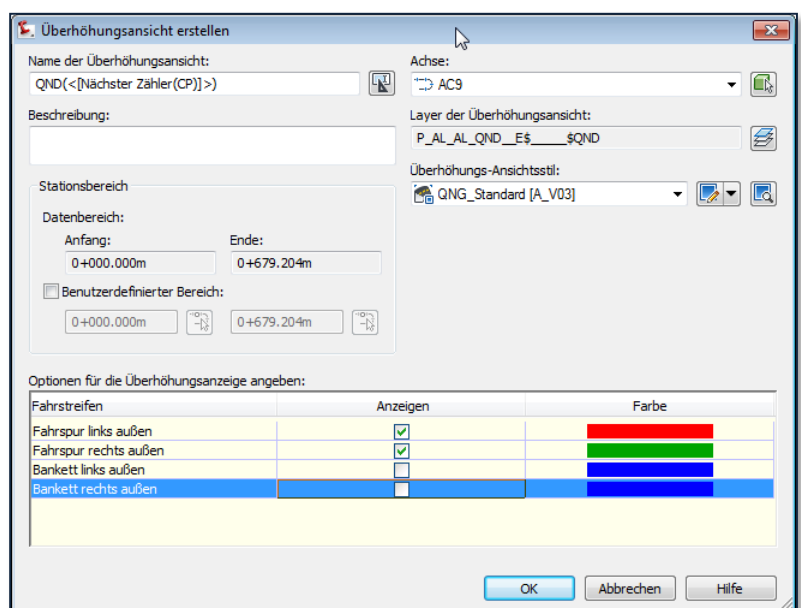 Überhöhungsansicht erstellen
Name der Überhöhungsansicht:
QND(<[Nächster Zähler(CP)]>)
Achse:
AC9
Beschreibung:
Layer der Überhöhungsansicht:
P_AL_AL_QND__E$_____$QND
Überhöhungs-Ansichtsstil:
QNG_Standard [A_V03]
Stationsbereich
Datenbereich:
Anfang: Ende:
0+000.000m 0+679.204m
Benutzerdefinierter Bereich:
0+000.000m 0+679.204m
Optionen für die Überhöhungsanzeige angeben:
Fahrstreifen Anzeigen Farbe
Fahrspur links außen
Fahrspur rechts außen
Bankett links außen
Bankett rechts außen
OK Abbrechen Hilfe